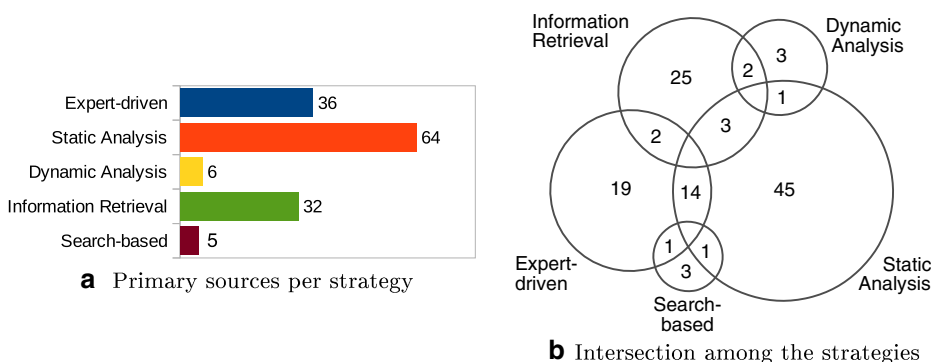 Expert-driven 36
Static Analysis 64
Dynamic Analysis 6
Information Retrieval 32
Search-based 5
a Primary sources per strategy
Information
Retrieval
Dynamic
Analysis
3
2
25
1
3
2
19
14
45
1
1
3
Expert-
driven
Static
Analysis
Search-
based
b Intersection among the strategies